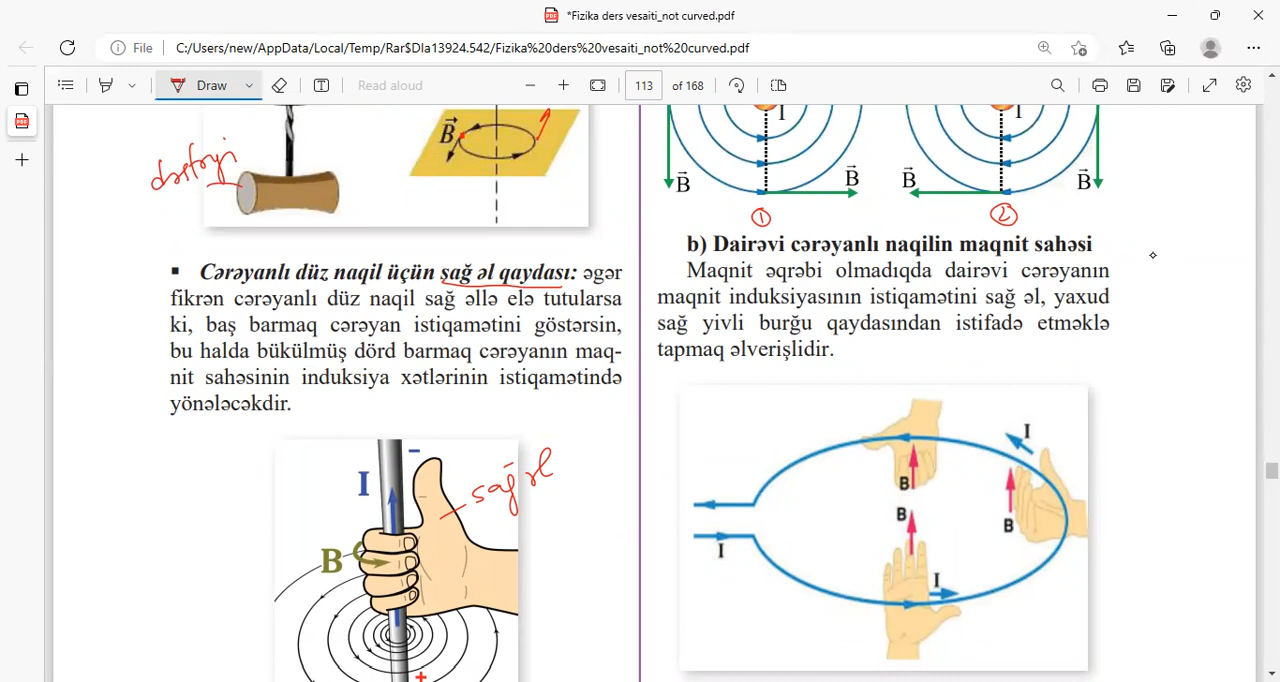 *Fizika ders vesaiti_not curved.pdf
File C:/Users/new/AppData/Local/Temp/Rar$DIa13924.542/Fizika%20ders%20vesaiti_not%20curved.pdf
Draw Read aloud 113 of 168
dəstəyi
B
▪ Cərəyanlı düz naqil üçün sağ əl qaydası: əgər
fikrən cərəyanlı düz naqil sağ əllə elə tutularsa
ki, baş barmaq cərəyan istiqamətini göstərsin,
bu halda bükülmüş dörd barmaq cərəyanın maq-
nit sahəsinin induksiya xətlərinin istiqamətində
yönələcəkdir.
I
−
sağ əl
B
+
I I
B B B B
1 2
b) Dairəvi cərəyanlı naqilin maqnit sahəsi
Maqnit əqrəbi olmadıqda dairəvi cərəyanın
maqnit induksiyasının istiqamətini sağ əl, yaxud
sağ yivli burğu qaydasından istifadə etməklə
tapmaq əlverişlidir.
I
B
B B
I
I